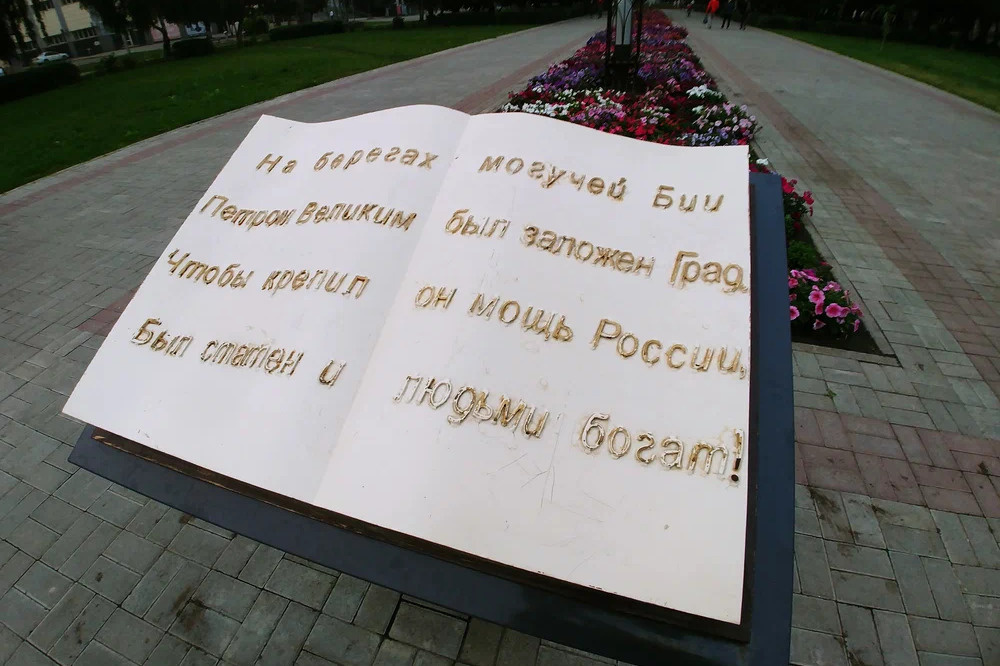 На берегах могучей Бии
Петром Великим был заложен Град,
Чтобы крепил он мощь России,
Был статен и людьми богат!